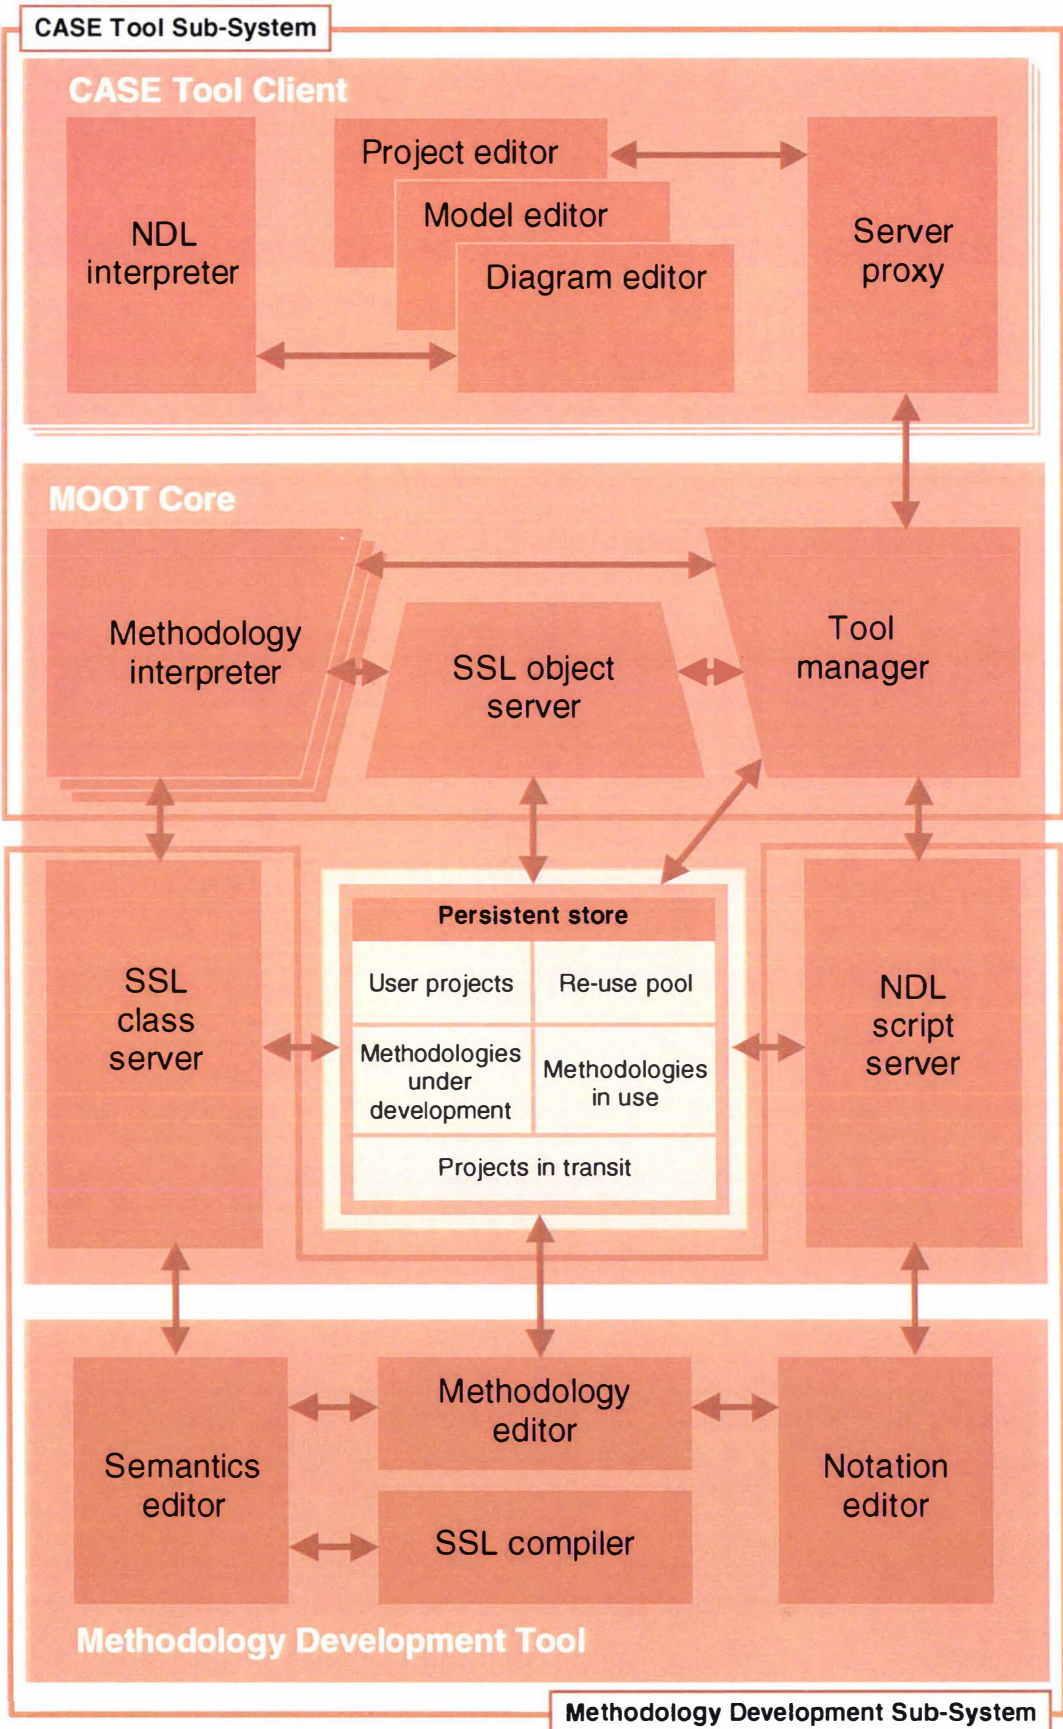 CASE Tool Sub-System
CASE Tool Client
NDL
interpreter
Project editor
Model editor
Diagram editor
Server
proxy
MOOT Core
Methodology
interpreter
SSL object
server
Tool
manager
SSL
class
server
Persistent store
User projects
Re-use pool
Methodologies
under
development
Methodologies
in use
Projects in transit
NDL
script
server
Semantics
editor
Methodology
editor
SSL compiler
Notation
editor
Methodology Development Tool
Methodology Development Sub-System